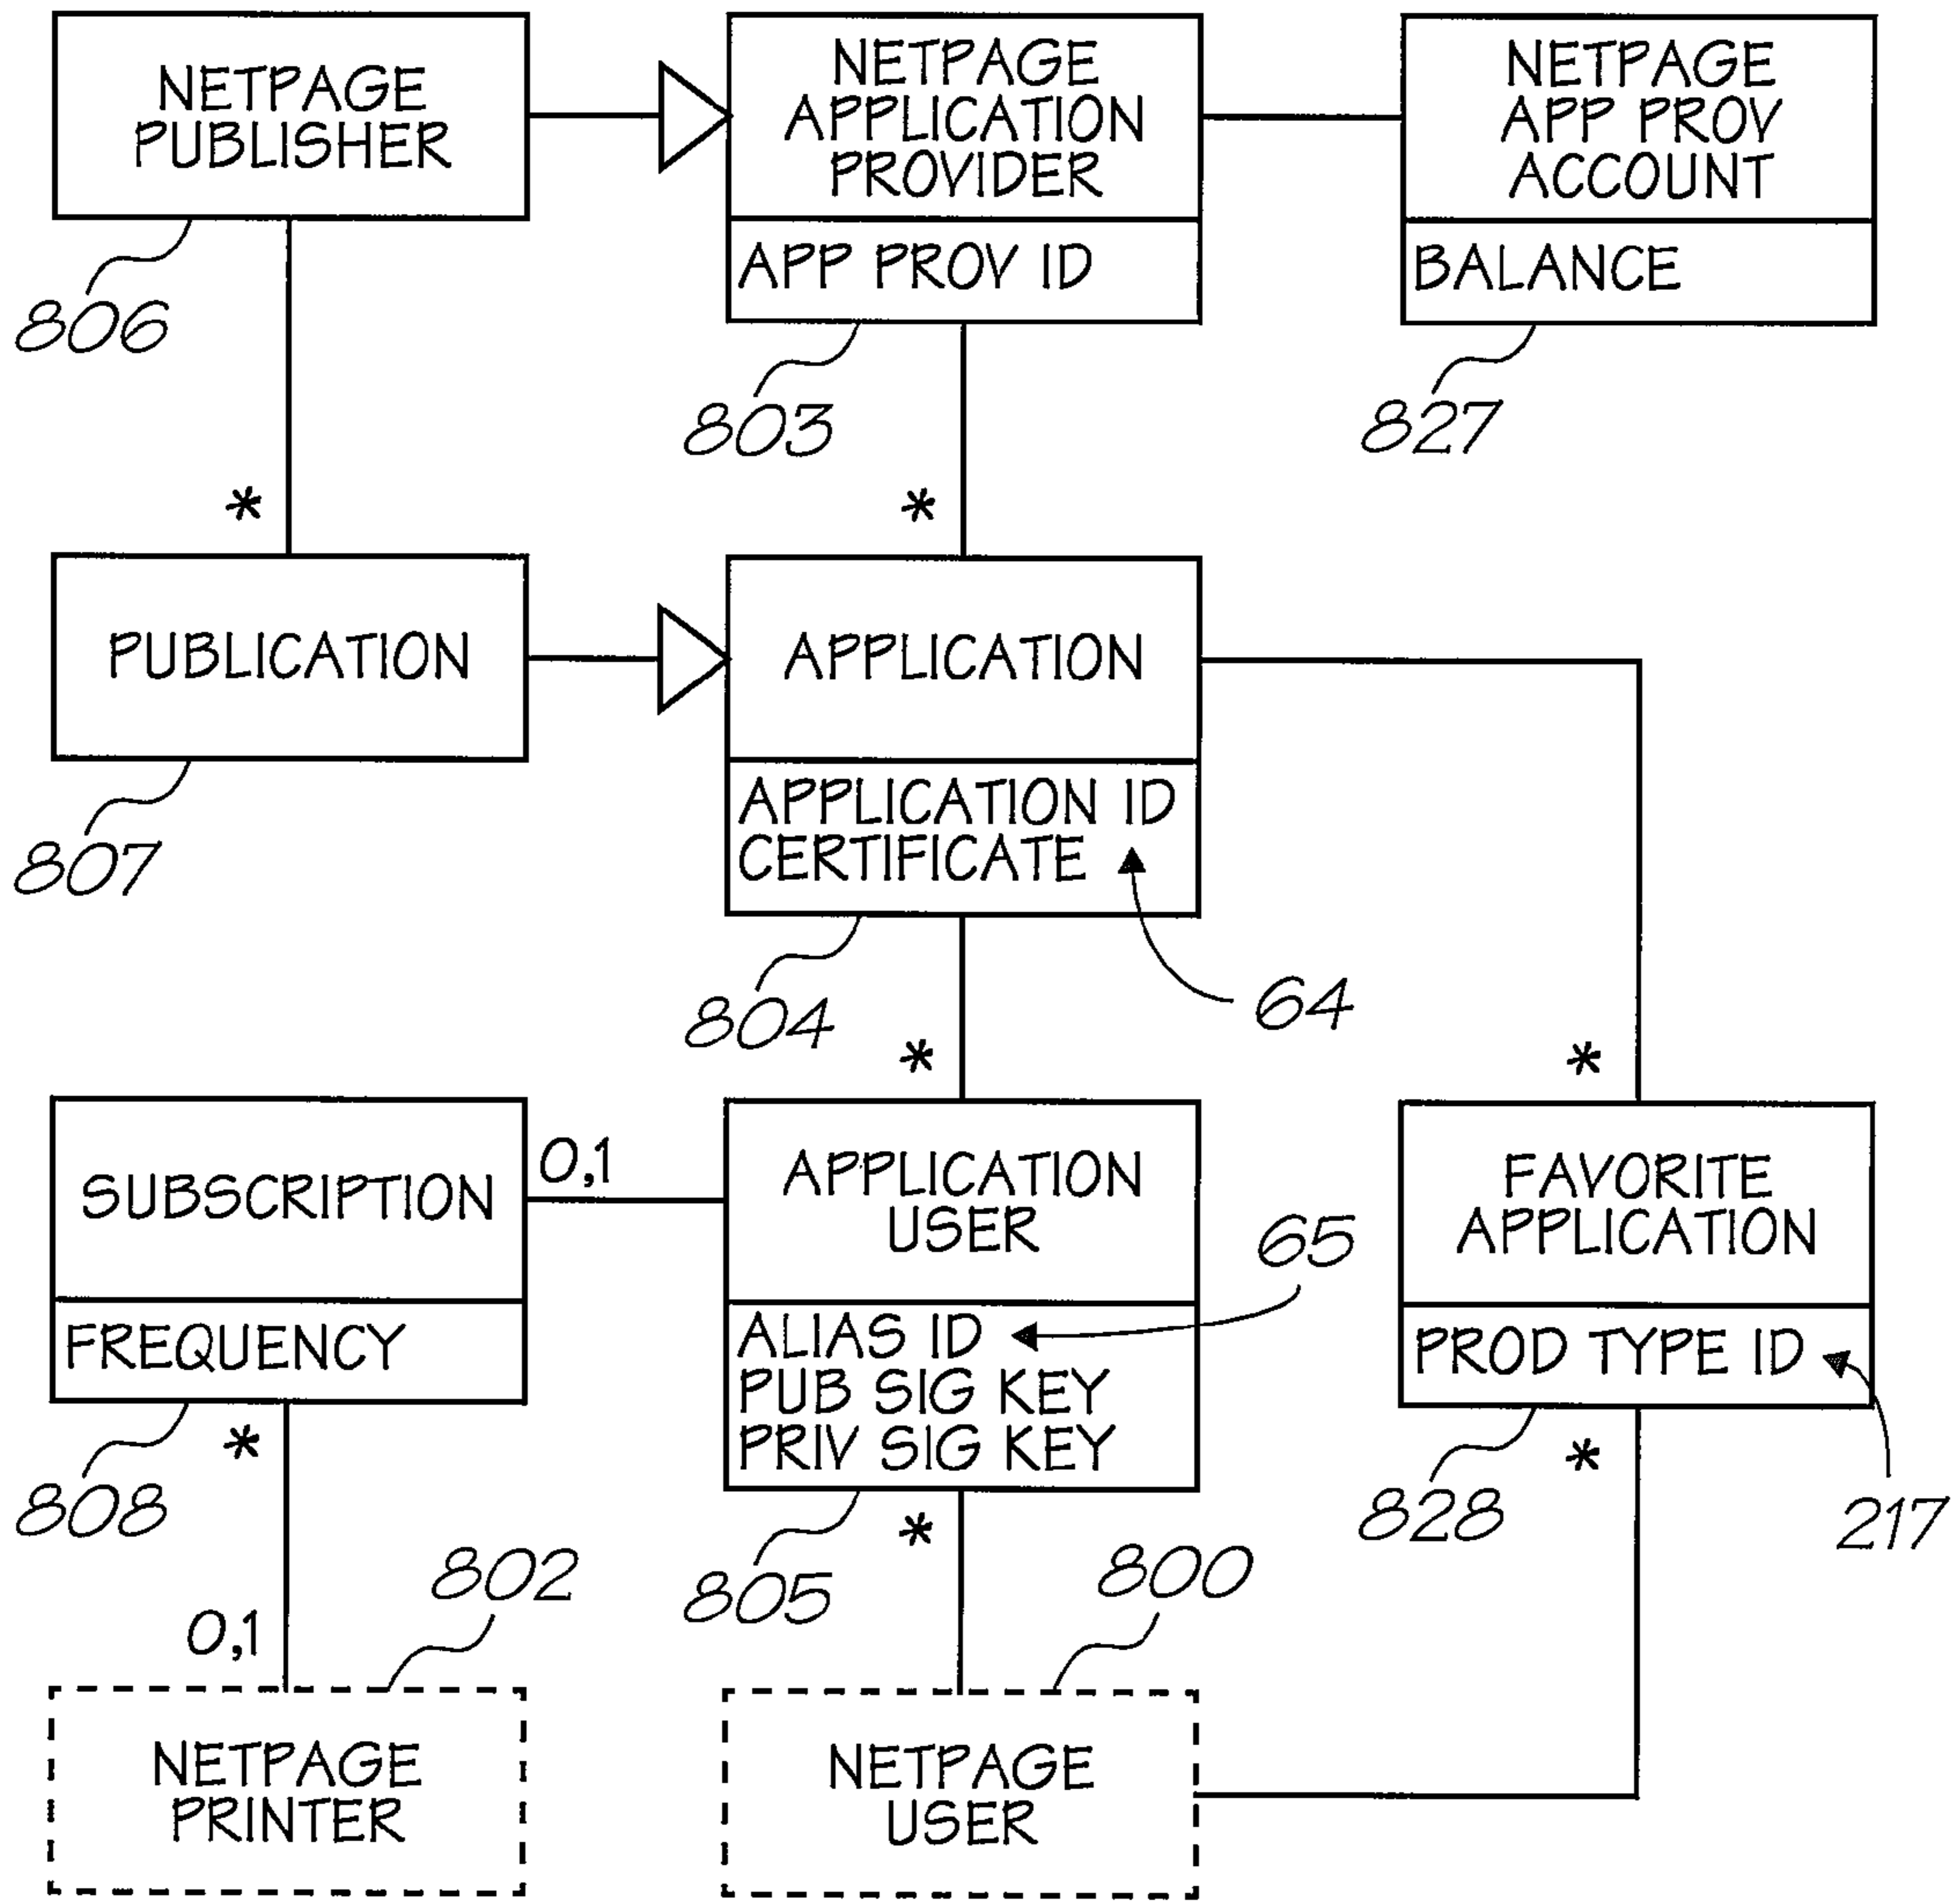 NETPAGE
PUBLISHER
806
NETPAGE
APPLICATION
PROVIDER
APP PROV ID
803
NETPAGE
APP PROV
ACCOUNT
BALANCE
827
*
*
PUBLICATION
807
APPLICATION
APPLICATION ID
CERTIFICATE
804
64
*
*
SUBSCRIPTION
FREQUENCY
808
0,1
APPLICATION
USER
ALIAS ID
PUB SIG KEY
PRIV SIG KEY
805
65
FAVORITE
APPLICATION
PROD TYPE ID
828
217
*
*
*
0,1
802
800
NETPAGE
PRINTER
NETPAGE
USER